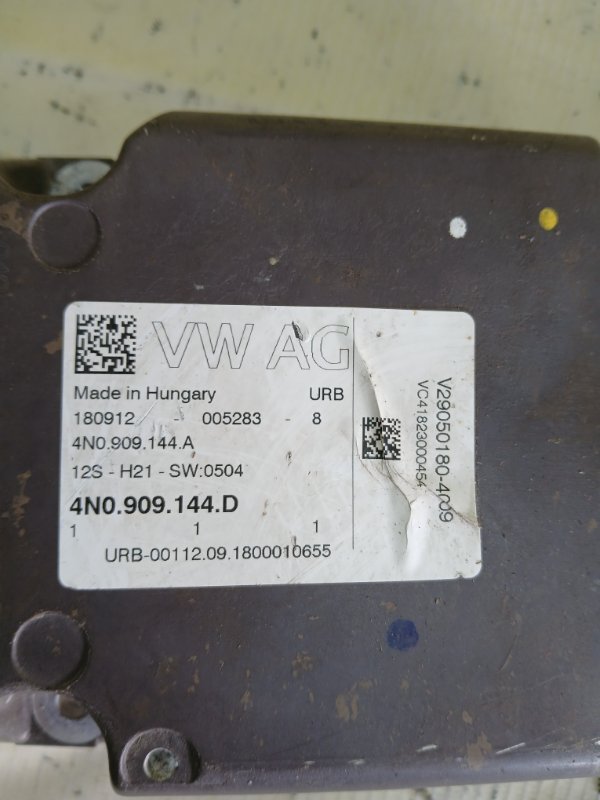 VW AG
Made in Hungary URB
180912 - 005283 - 8
4N0.909.144.A
12S - H21 - SW:0504
4N0.909.144.D
1 1 1
URB-00112.09.1800010655
V29050180-4009
VC41823000454